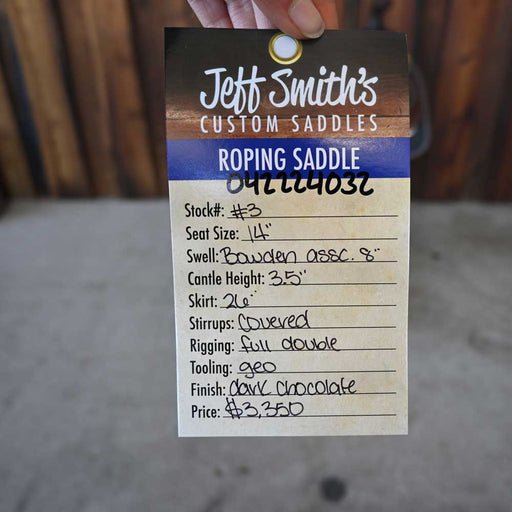 Jeff Smith's
CUSTOM SADDLES
ROPING SADDLE
042224032
Stock#: #3
Seat Size: 14"
Swell: Bowden assc. 8"
Cantle Height: 3.5"
Skirt: 26"
Stirrups: Covered
Rigging: full double
Tooling: geo
Finish: dark chocolate
Price: $3,350